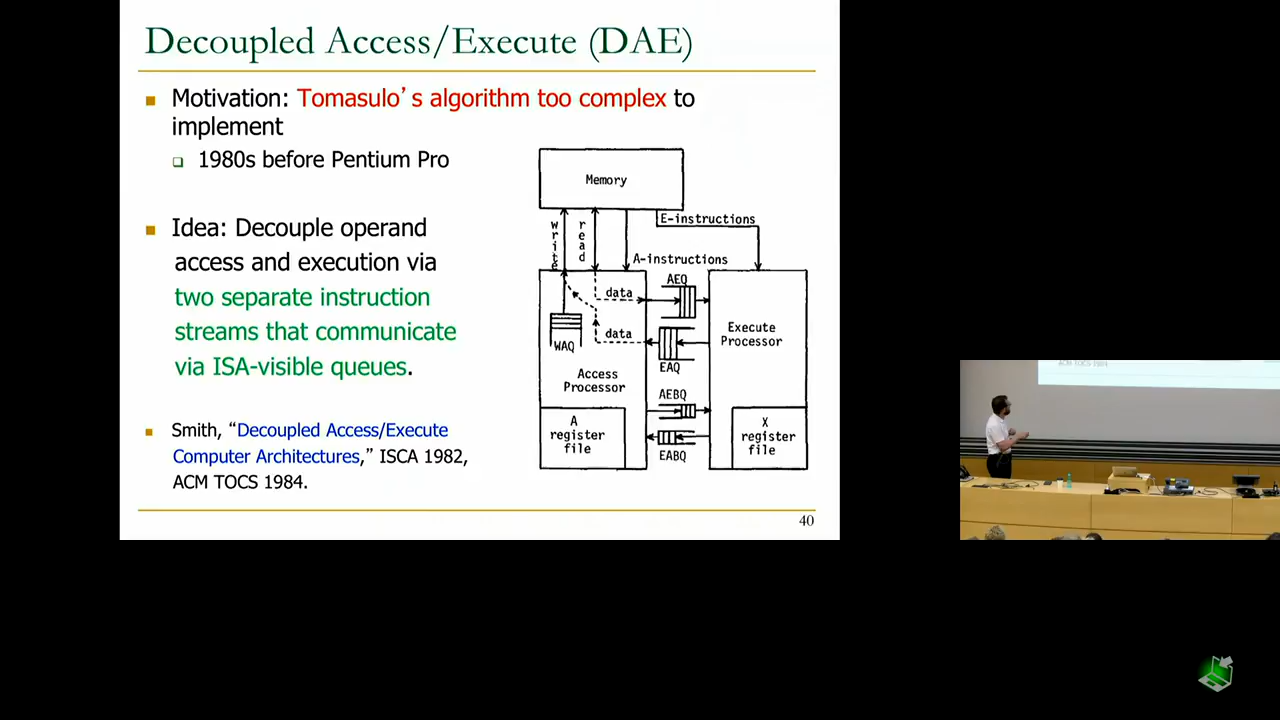 Decoupled Access/Execute (DAE)
Motivation: Tomasulo's algorithm too complex to
implement
1980s before Pentium Pro
Idea: Decouple operand
access and execution via
two separate instruction
streams that communicate
via ISA-visible queues.
Smith, “Decoupled Access/Execute
Computer Architectures,” ISCA 1982,
ACM TOCS 1984.
Memory
write
read
E-instructions
A-instructions
AEQ
data
data
WAQ
EAQ
Execute
Processor
Access
Processor
AEBQ
EABQ
A
register
file
X
register
file
40
ACM TOCS 1984.